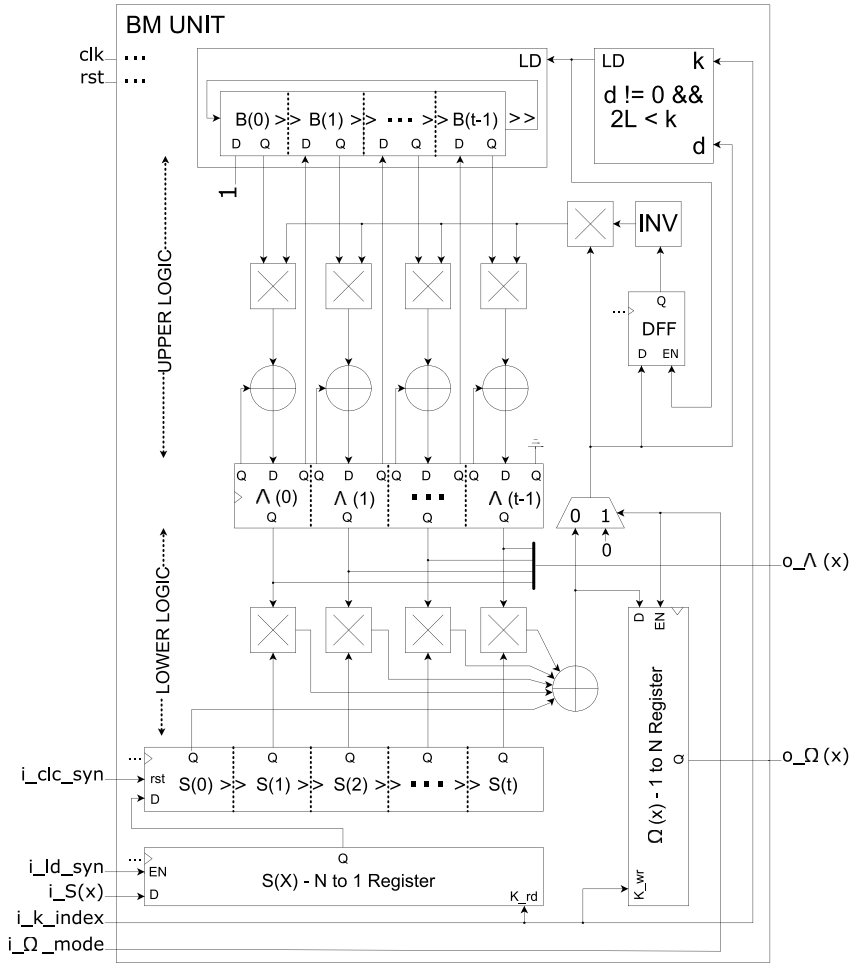 BM UNIT
clk ...
rst ...
LD
LD k
d != 0 &&
2L < k
d
B(0) >> B(1) >> ... >> B(t-1) >>
D Q D Q D Q D Q
1
INV
UPPER LOGIC
Q
... DFF
D EN
Q D Q Q D Q Q D Q Q D Q
Λ (0) Λ (1) ... Λ (t-1)
Q Q Q Q
0 1
0
o_Λ (x)
LOWER LOGIC
D EN
Ω (x) - 1 to N Register
Q
K_wr
o_Ω (x)
... Q Q Q Q Q
i_clc_syn rst S(0) >> S(1) >> S(2) >> ... >> S(t)
D
... Q
i_ld_syn EN
S(X) - N to 1 Register
i_S(x) D
K_rd
i_k_index
i_Ω_mode